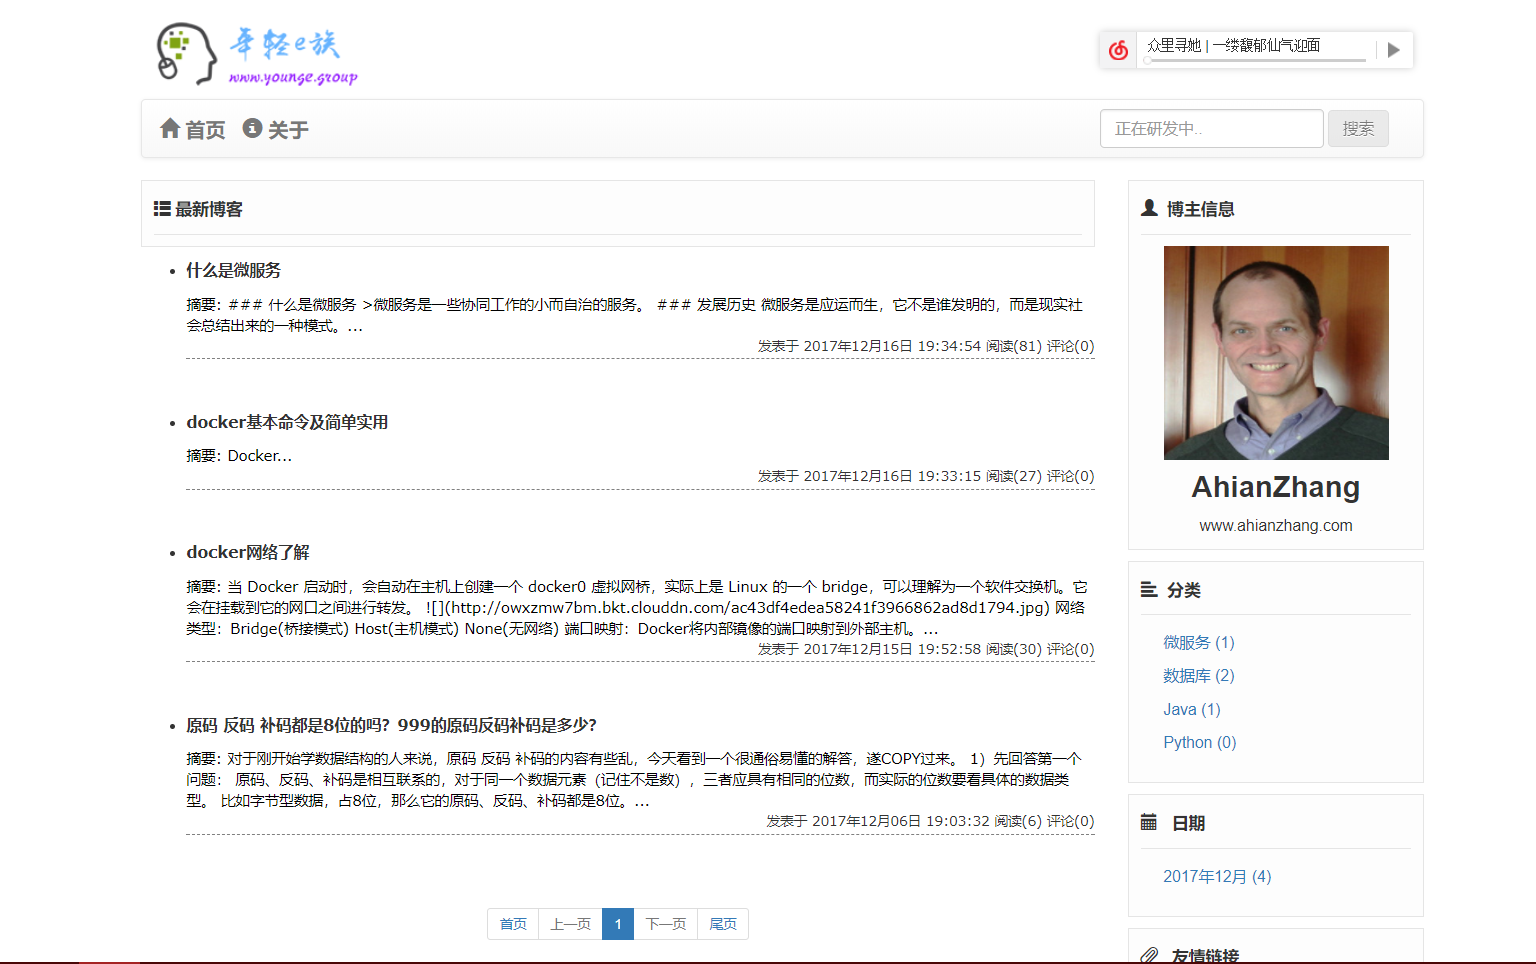 年轻e族
www.younge.group
众里寻她 | 一缕馥郁仙气迎面
首页 关于
正在研发中..
搜索
最新博客
什么是微服务
摘要：### 什么是微服务 >微服务是一些协同工作的小而自治的服务。 ### 发展历史 微服务是应运而生，它不是谁发明的，而是现实社
会总结出来的一种模式。...
发表于 2017年12月16日 19:34:54 阅读(81) 评论(0)
docker基本命令及简单实用
摘要：Docker...
发表于 2017年12月16日 19:33:15 阅读(27) 评论(0)
docker网络了解
摘要：当 Docker 启动时，会自动在主机上创建一个 docker0 虚拟网桥，实际上是 Linux 的一个 bridge，可以理解为一个软件交换机。它
会在挂载到它的网口之间进行转发。 ![](http://owxzmw7bm.bkt.clouddn.com/ac43df4edea58241f3966862ad8d1794.jpg) 网络
类型：Bridge(桥接模式) Host(主机模式) None(无网络) 端口映射：Docker将内部镜像的端口映射到外部主机。...
发表于 2017年12月15日 19:52:58 阅读(30) 评论(0)
原码 反码 补码都是8位的吗？999的原码反码补码是多少？
摘要：对于刚开始学数据结构的人来说，原码 反码 补码的内容有些乱，今天看到一个很通俗易懂的解答，遂COPY过来。 1）先回答第一个
问题： 原码、反码、补码是相互联系的，对于同一个数据元素（记住不是数），三者应具有相同的位数，而实际的位数要看具体的数据类
型。 比如字节型数据，占8位，那么它的原码、反码、补码都是8位。...
发表于 2017年12月06日 19:03:32 阅读(6) 评论(0)
首页 上一页 1 下一页 尾页
博主信息
AhianZhang
www.ahianzhang.com
分类
微服务 (1)
数据库 (2)
Java (1)
Python (0)
日期
2017年12月 (4)
友情链接